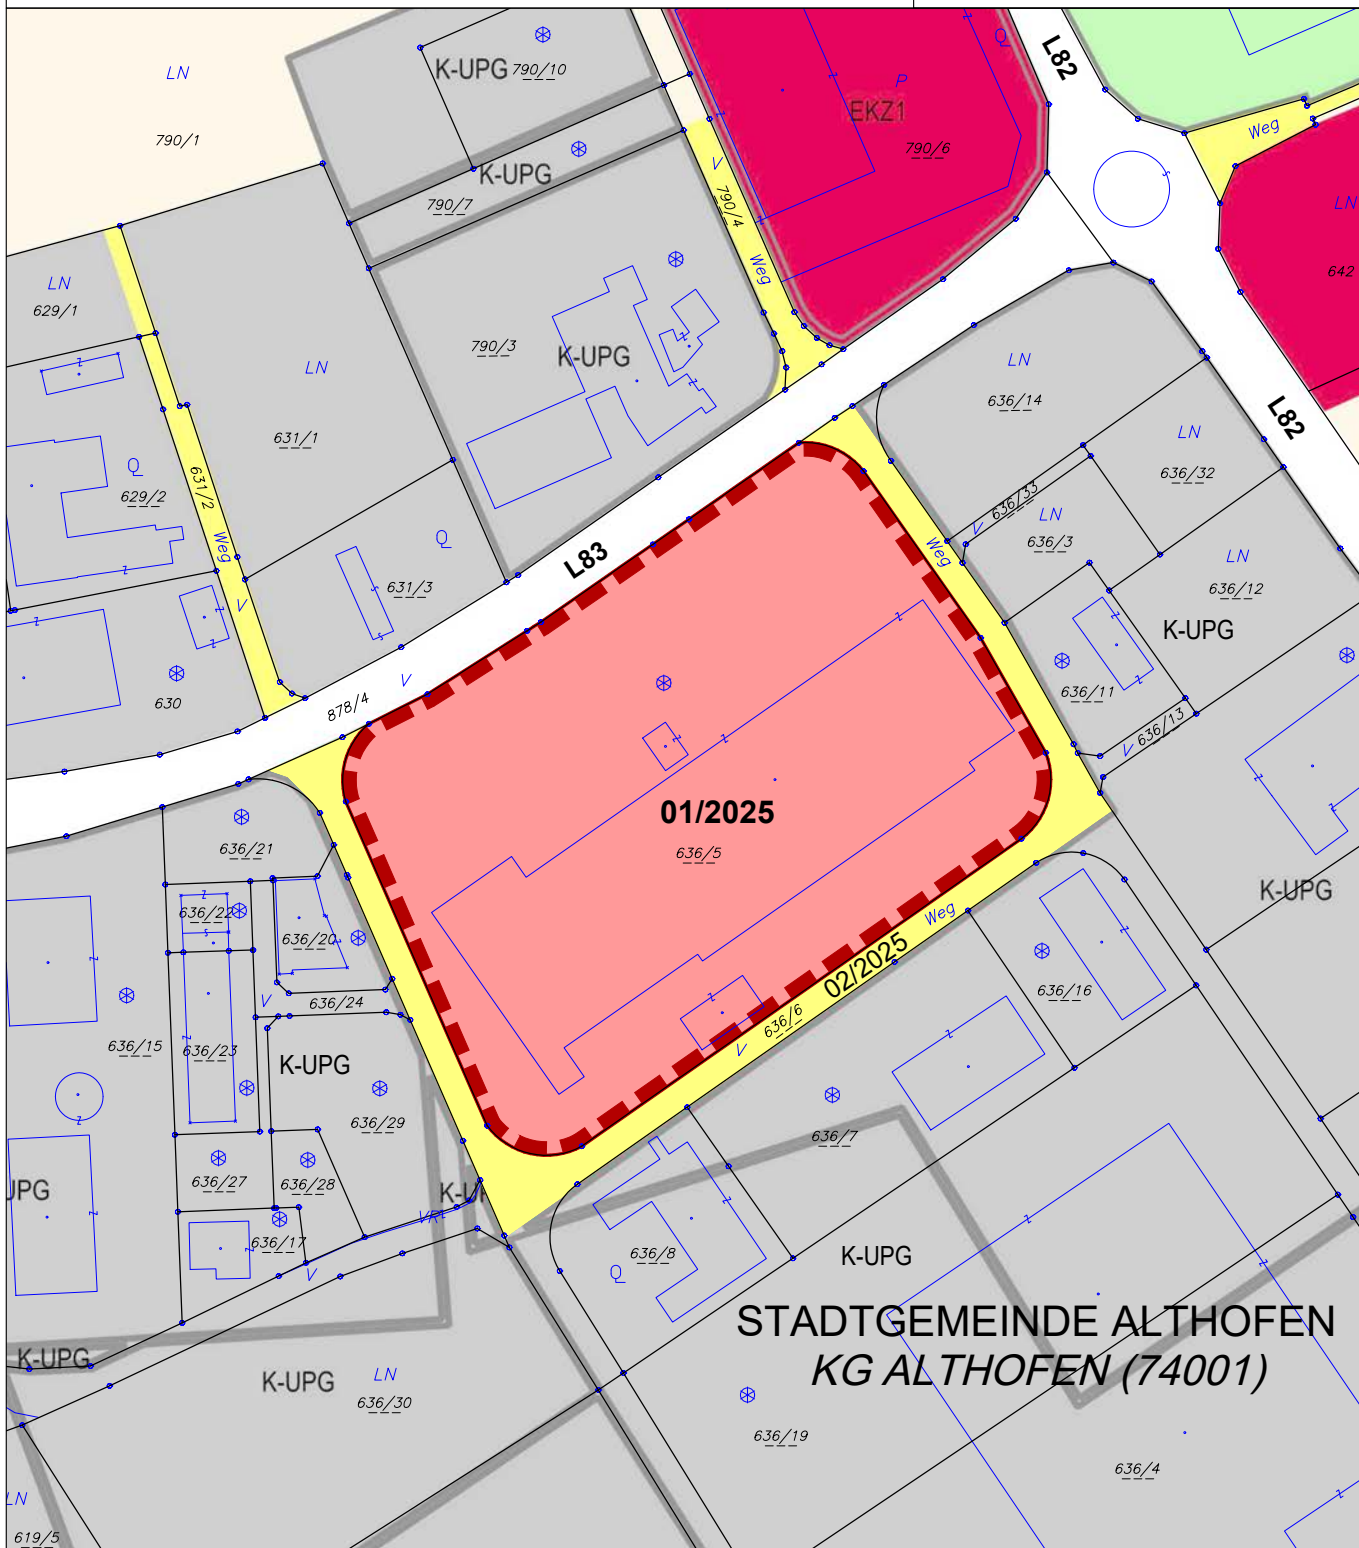 LN
790/1
K-UPG
790/10
K-UPG
790/7
Q
P
EKZ1
790/6
V
790/4
Weg
L82
Weg
LN
642
LN
629/1
LN
631/1
790/3
K-UPG
Q
629/2
631/2
Weg
V
Q
631/3
630
L83
V
878/4
LN
636/14
L82
LN
636/32
V
636/33
LN
636/3
Weg
LN
636/12
K-UPG
636/11
V
636/13
01/2025
636/5
K-UPG
636/21
636/22
636/20
V
636/24
636/15
636/23
K-UPG
636/29
636/27
636/28
636/17
V
Weg
02/2025
V
636/6
636/16
636/7
636/8
Q
K-UPG
K-UPG
STADTGEMEINDE ALTHOFEN
KG ALTHOFEN (74001)
K-UPG
LN
636/30
636/19
636/4
LN
619/5